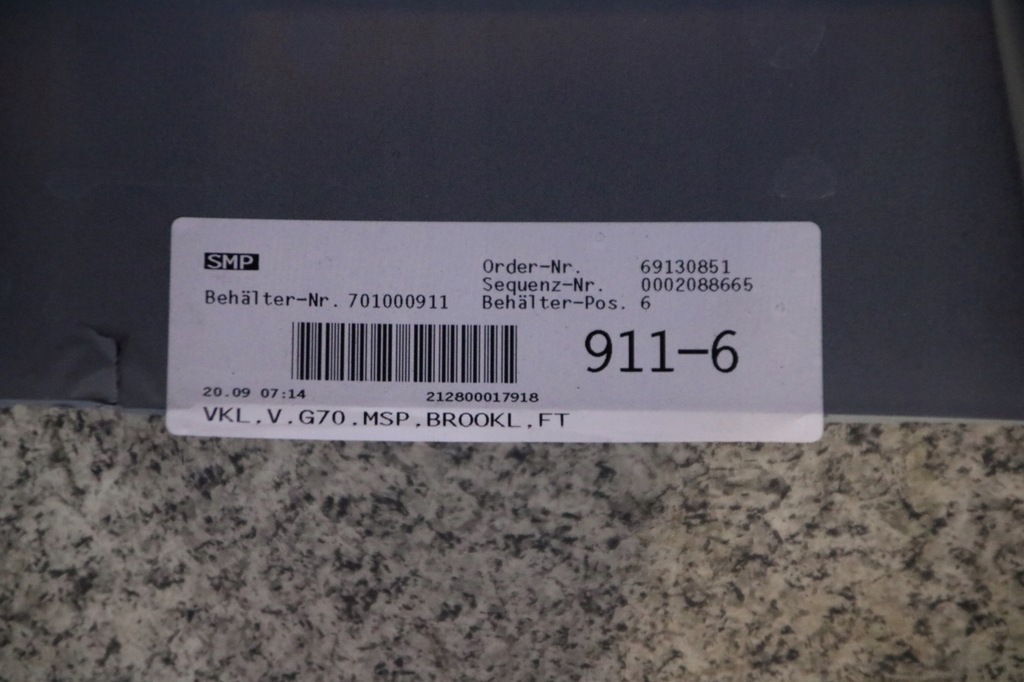 SMP
Order-Nr. 69130851
Sequenz-Nr. 0002088665
Behälter-Nr. 701000911 Behälter-Pos. 6
911-6
20.09 07:14 212800017918
VKL,V.G70.MSP.BROOKL,FT